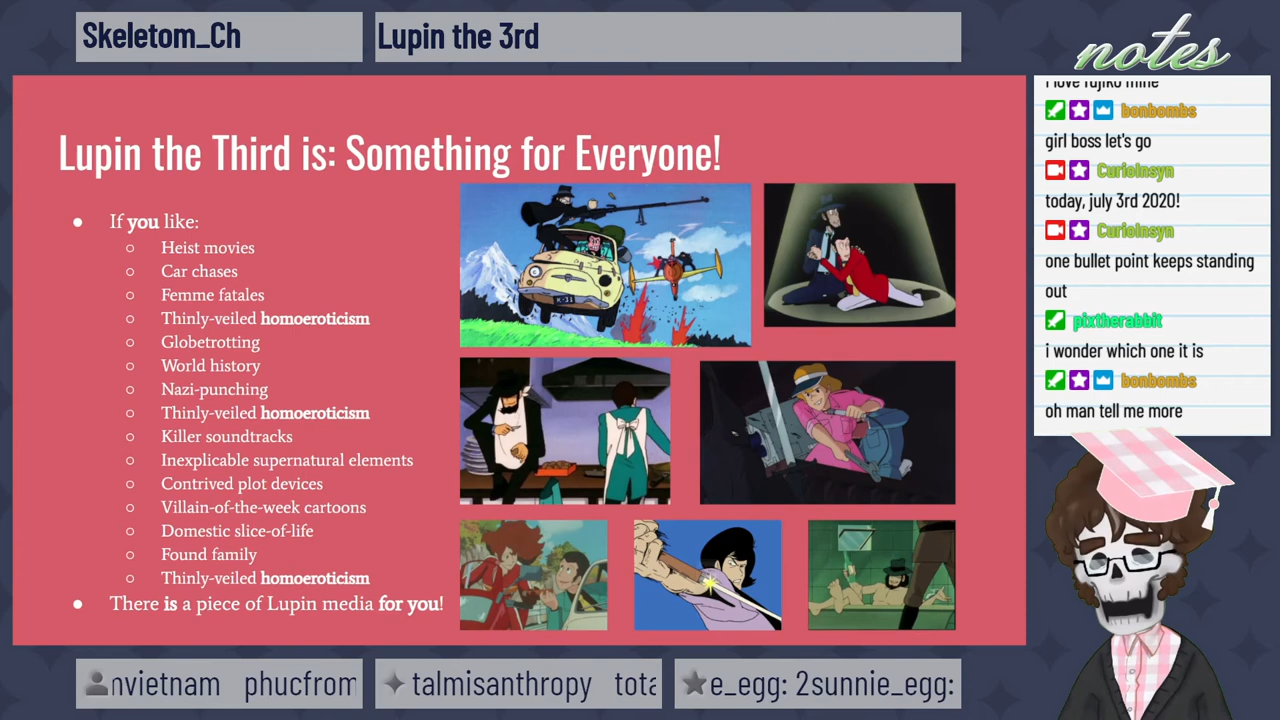 Skeletom_Ch
Lupin the 3rd
notes
Lupin the Third is: Something for Everyone!
If you like:
Heist movies
Car chases
Femme fatales
Thinly-veiled homoeroticism
Globetrotting
World history
Nazi-punching
Thinly-veiled homoeroticism
Killer soundtracks
Inexplicable supernatural elements
Contrived plot devices
Villain-of-the-week cartoons
Domestic slice-of-life
Found family
Thinly-veiled homoeroticism
There is a piece of Lupin media for you!
i love fujiko mine
bonbombs
girl boss let's go
CurioInsyn
today, july 3rd 2020!
CurioInsyn
one bullet point keeps standing
out
pixtherabbit
i wonder which one it is
bonbombs
oh man tell me more
nvietnam phucfrom
talmisanthropy tota
e_egg: 2sunnie_egg: